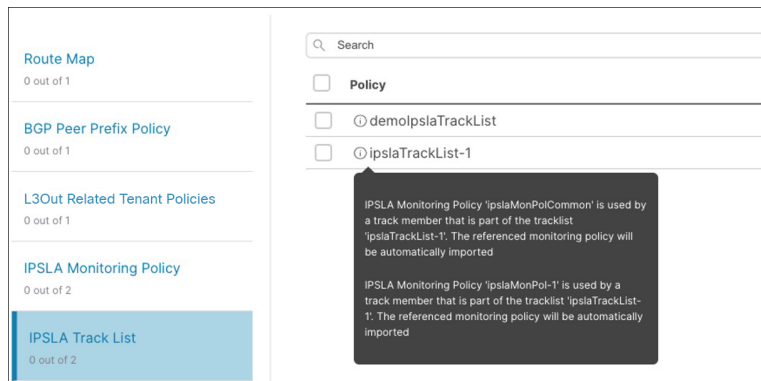 Route Map
0 out of 1
BGP Peer Prefix Policy
0 out of 1
L3Out Related Tenant Policies
0 out of 1
IPSLA Monitoring Policy
0 out of 2
IPSLA Track List
0 out of 2
Search
Policy
demoIpslaTrackList
ipslaTrackList-1
IPSLA Monitoring Policy 'ipslaMonPolCommon' is used by
a track member that is part of the tracklist
'ipslaTrackList-1'. The referenced monitoring policy will
be automatically imported
IPSLA Monitoring Policy 'ipslaMonPol-1' is used by a
track member that is part of the tracklist 'ipslaTrackList-
1'. The referenced monitoring policy will be automatically
imported